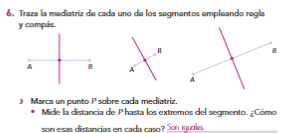 6. Traza la mediatriz de cada uno de los segmentos empleando regla
y compás.
A B
A B
A B
› Marca un punto P sobre cada mediatriz.
• Mide la distancia de P hasta los extremos del segmento. ¿Cómo
son esas distancias en cada caso? Son iguales.